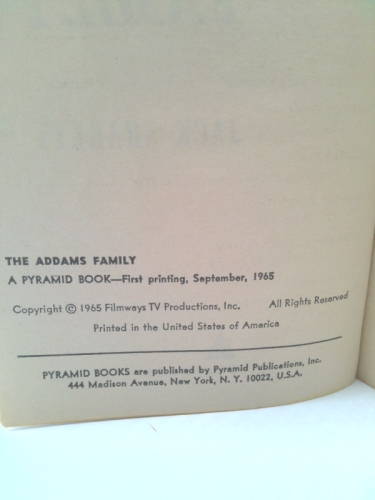 THE ADDAMS FAMILY
A PYRAMID BOOK—First printing, September, 1965
Copyright © 1965 Filmways TV Productions, Inc. All Rights Reserved
Printed in the United States of America
PYRAMID BOOKS are published by Pyramid Publications, Inc.
444 Madison Avenue, New York, N. Y. 10022, U.S.A.